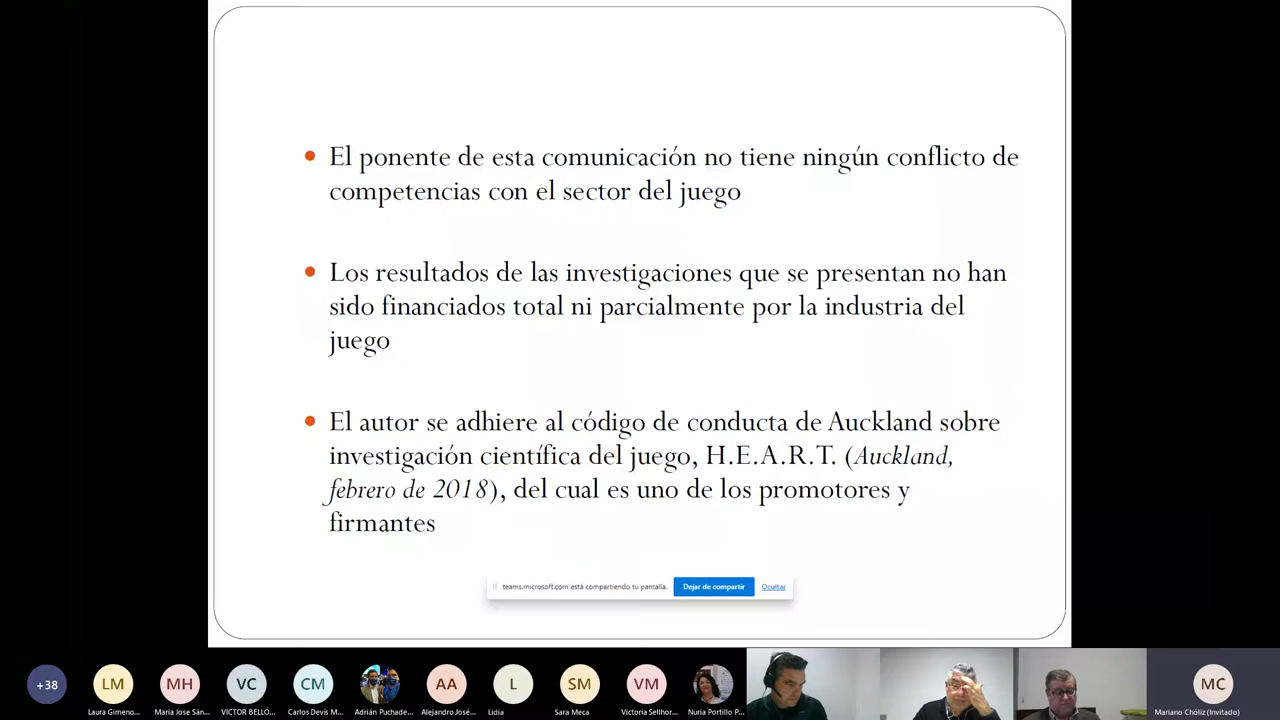 El ponente de esta comunicación no tiene ningún conflicto de
competencias con el sector del juego
Los resultados de las investigaciones que se presentan no han
sido financiados total ni parcialmente por la industria del
juego
El autor se adhiere al código de conducta de Auckland sobre
investigación científica del juego, H.E.A.R.T. (Auckland,
febrero de 2018), del cual es uno de los promotores y
firmantes
teams.microsoft.com está compartiendo tu pantalla. Dejar de compartir Ocultar
+38 LM MH VC CM AA L SM VM MC
Laura Gimeno... Maria Jose Sán... VICTOR BELLÓ... Carlos Devís M... Adrián Puchade... Alejandro José... Lidia Sara Meca Victoria Sellhor... Nuria Portillo P... Mariano Chóliz (Invitado)